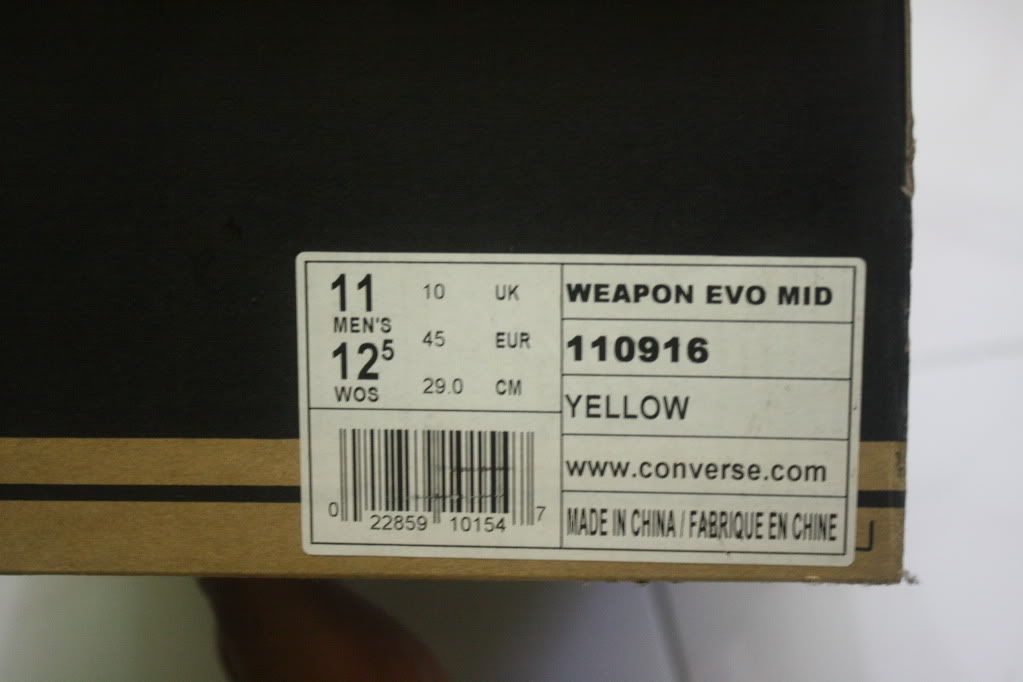 11 10 UK
MEN'S
45 EUR
12⁵
WOS 29.0 CM
0 22859 10154 7
WEAPON EVO MID
110916
YELLOW
www.converse.com
MADE IN CHINA / FABRIQUE EN CHINE